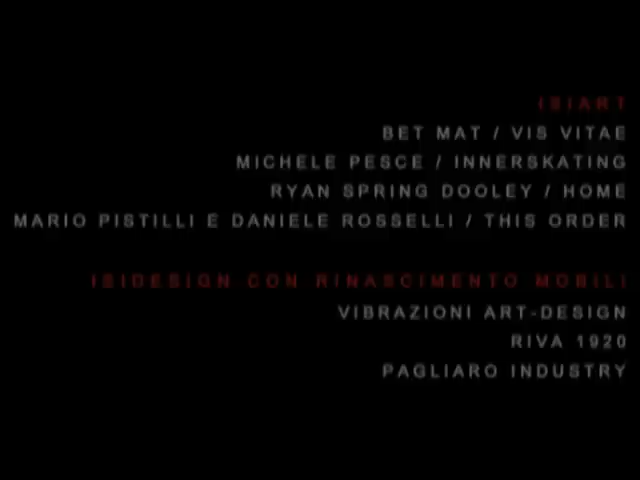 ISIART
BET MAT / VIS VITAE
MICHELE PESCE / INNERSKATING
RYAN SPRING DOOLEY / HOME
MARIO PISTILLI E DANIELE ROSSELLI / THIS ORDER
ISIDESIGN CON RINASCIMENTO MOBILI
VIBRAZIONI ART-DESIGN
RIVA 1920
PAGLIARO INDUSTRY